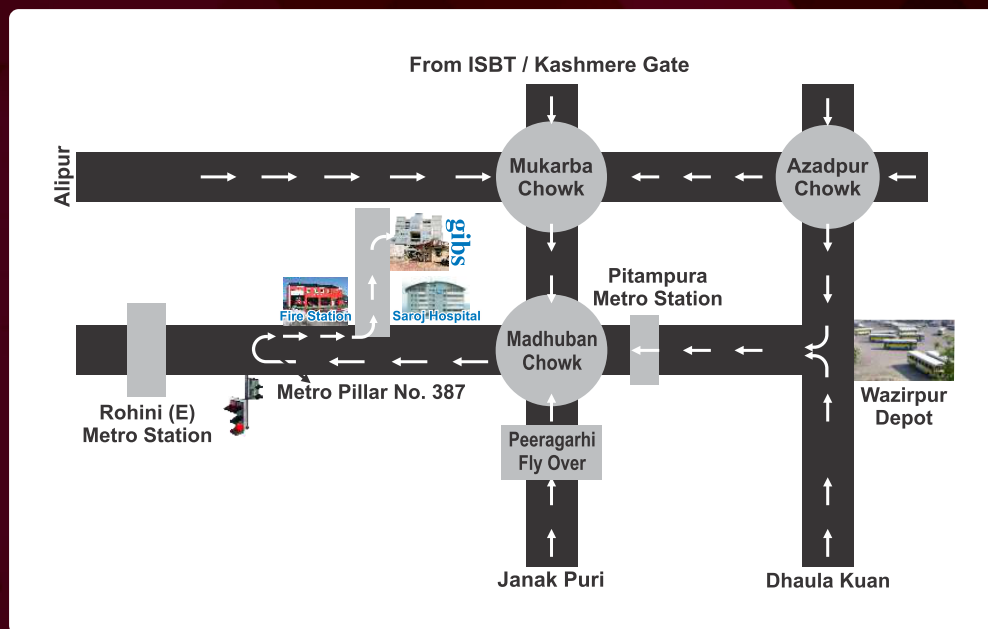 From ISBT / Kashmere Gate
Alipur
Mukarba
Chowk
Azadpur
Chowk
gibs
Pitampura
Metro Station
Fire Station
Saroj Hospital
Madhuban
Chowk
Metro Pillar No. 387
Rohini (E)
Metro Station
Wazirpur
Depot
Peeragarhi
Fly Over
Janak Puri
Dhaula Kuan